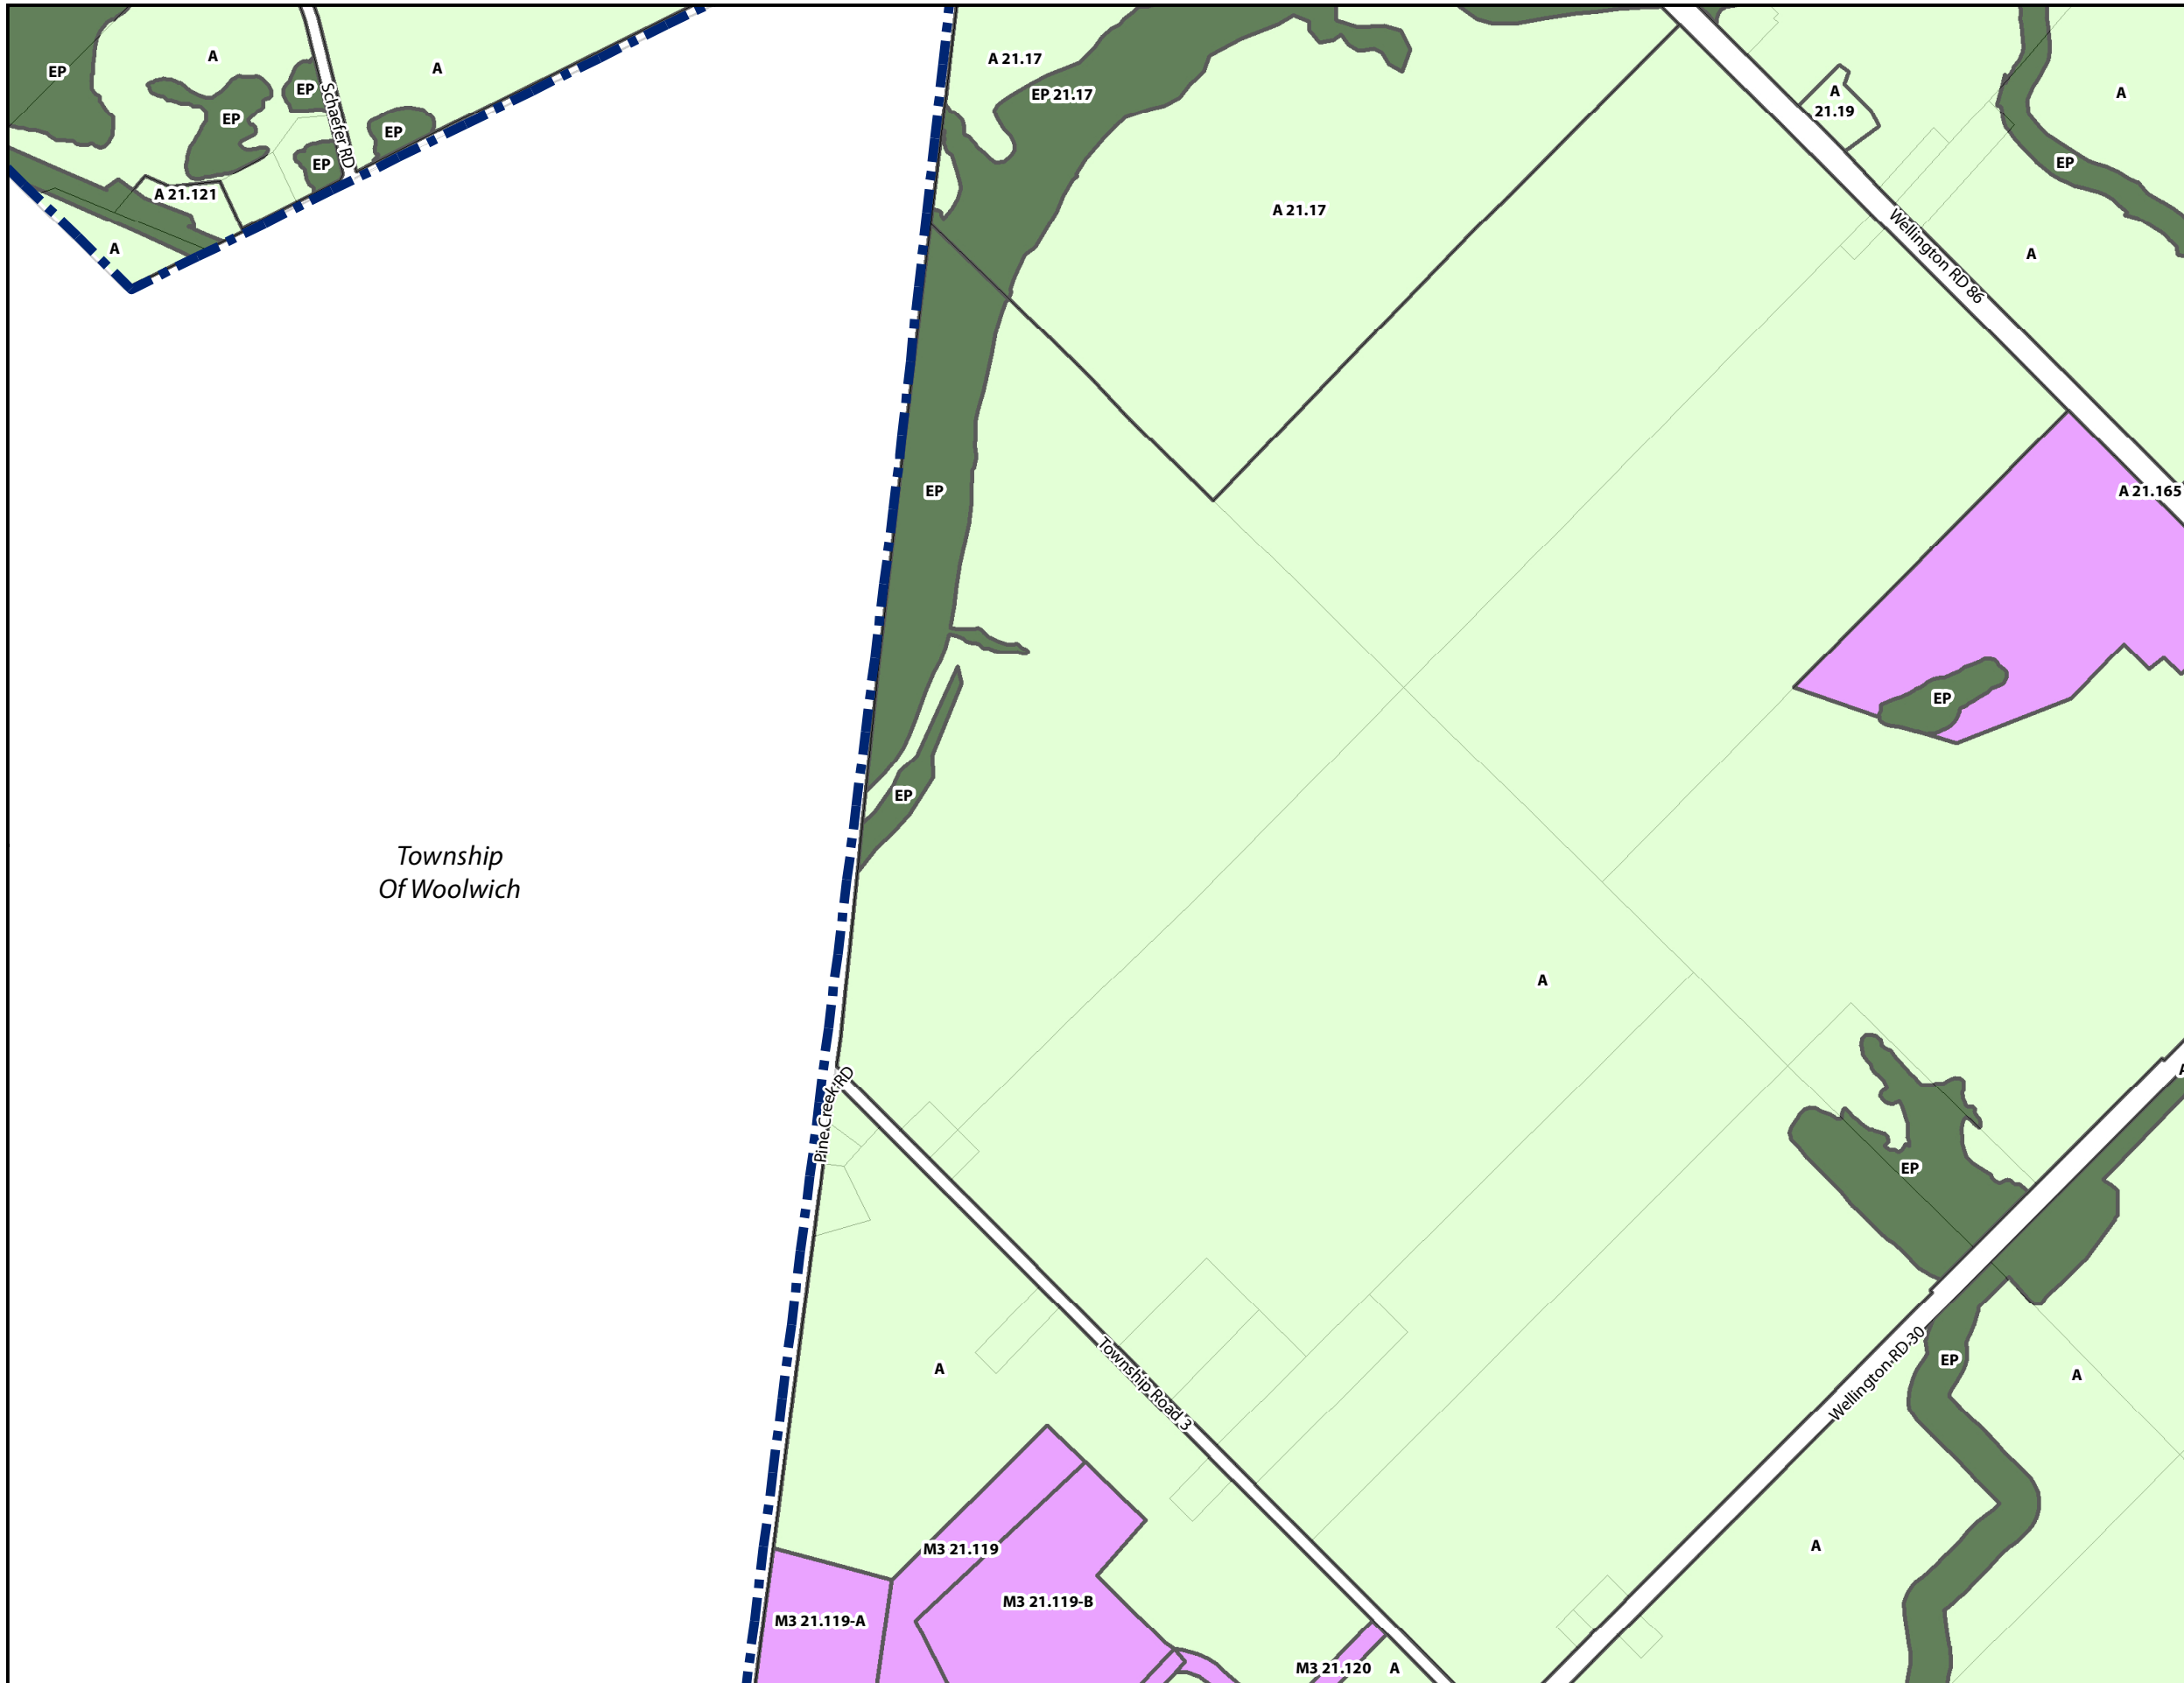 A
A
A 21.17
EP
EP
EP 21.17
A
21.19
A
EP
EP
Schaefer RD
EP
EP
EP
A 21.121
A 21.17
A
A
Wellington RD 86
EP
A 21.165
EP
EP
Township
Of Woolwich
A
Pine Creek RD
EP
EP
A
A
Township Road 3
Wellington RD 30
A
M3 21.119
M3 21.119-B
M3 21.119-A
M3 21.120
A